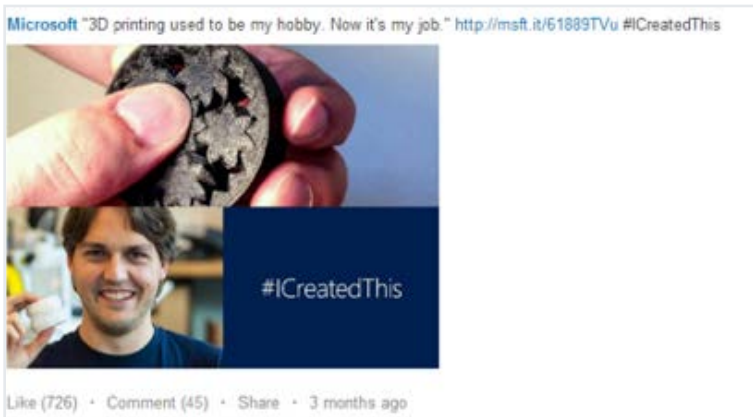 Microsoft "3D printing used to be my hobby. Now it's my job." http://msft.it/61889TVu #ICreatedThis
#ICreatedThis
Like (726) · Comment (45) · Share · 3 months ago